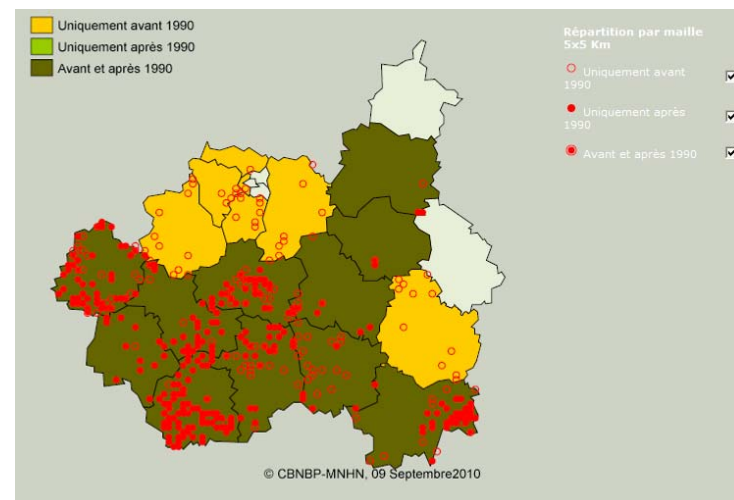 Uniquement avant 1990
Uniquement après 1990
Avant et après 1990
Répartition par maille
5x5 Km
Uniquement avant
1990
Uniquement après
1990
Avant et après 1990
© CBNBP-MNHN, 09 Septembre2010